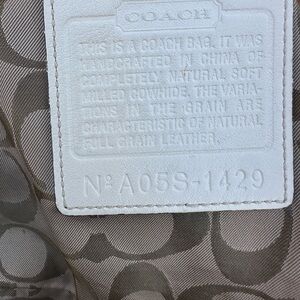 COACH
THIS IS A COACH BAG. IT WAS
HANDCRAFTED IN CHINA OF
COMPLETELY NATURAL SOFT
MILLED COWHIDE. THE VARIA-
TIONS IN THE GRAIN ARE
CHARACTERISTIC OF NATURAL
FULL GRAIN LEATHER.
Nº A05S-1429